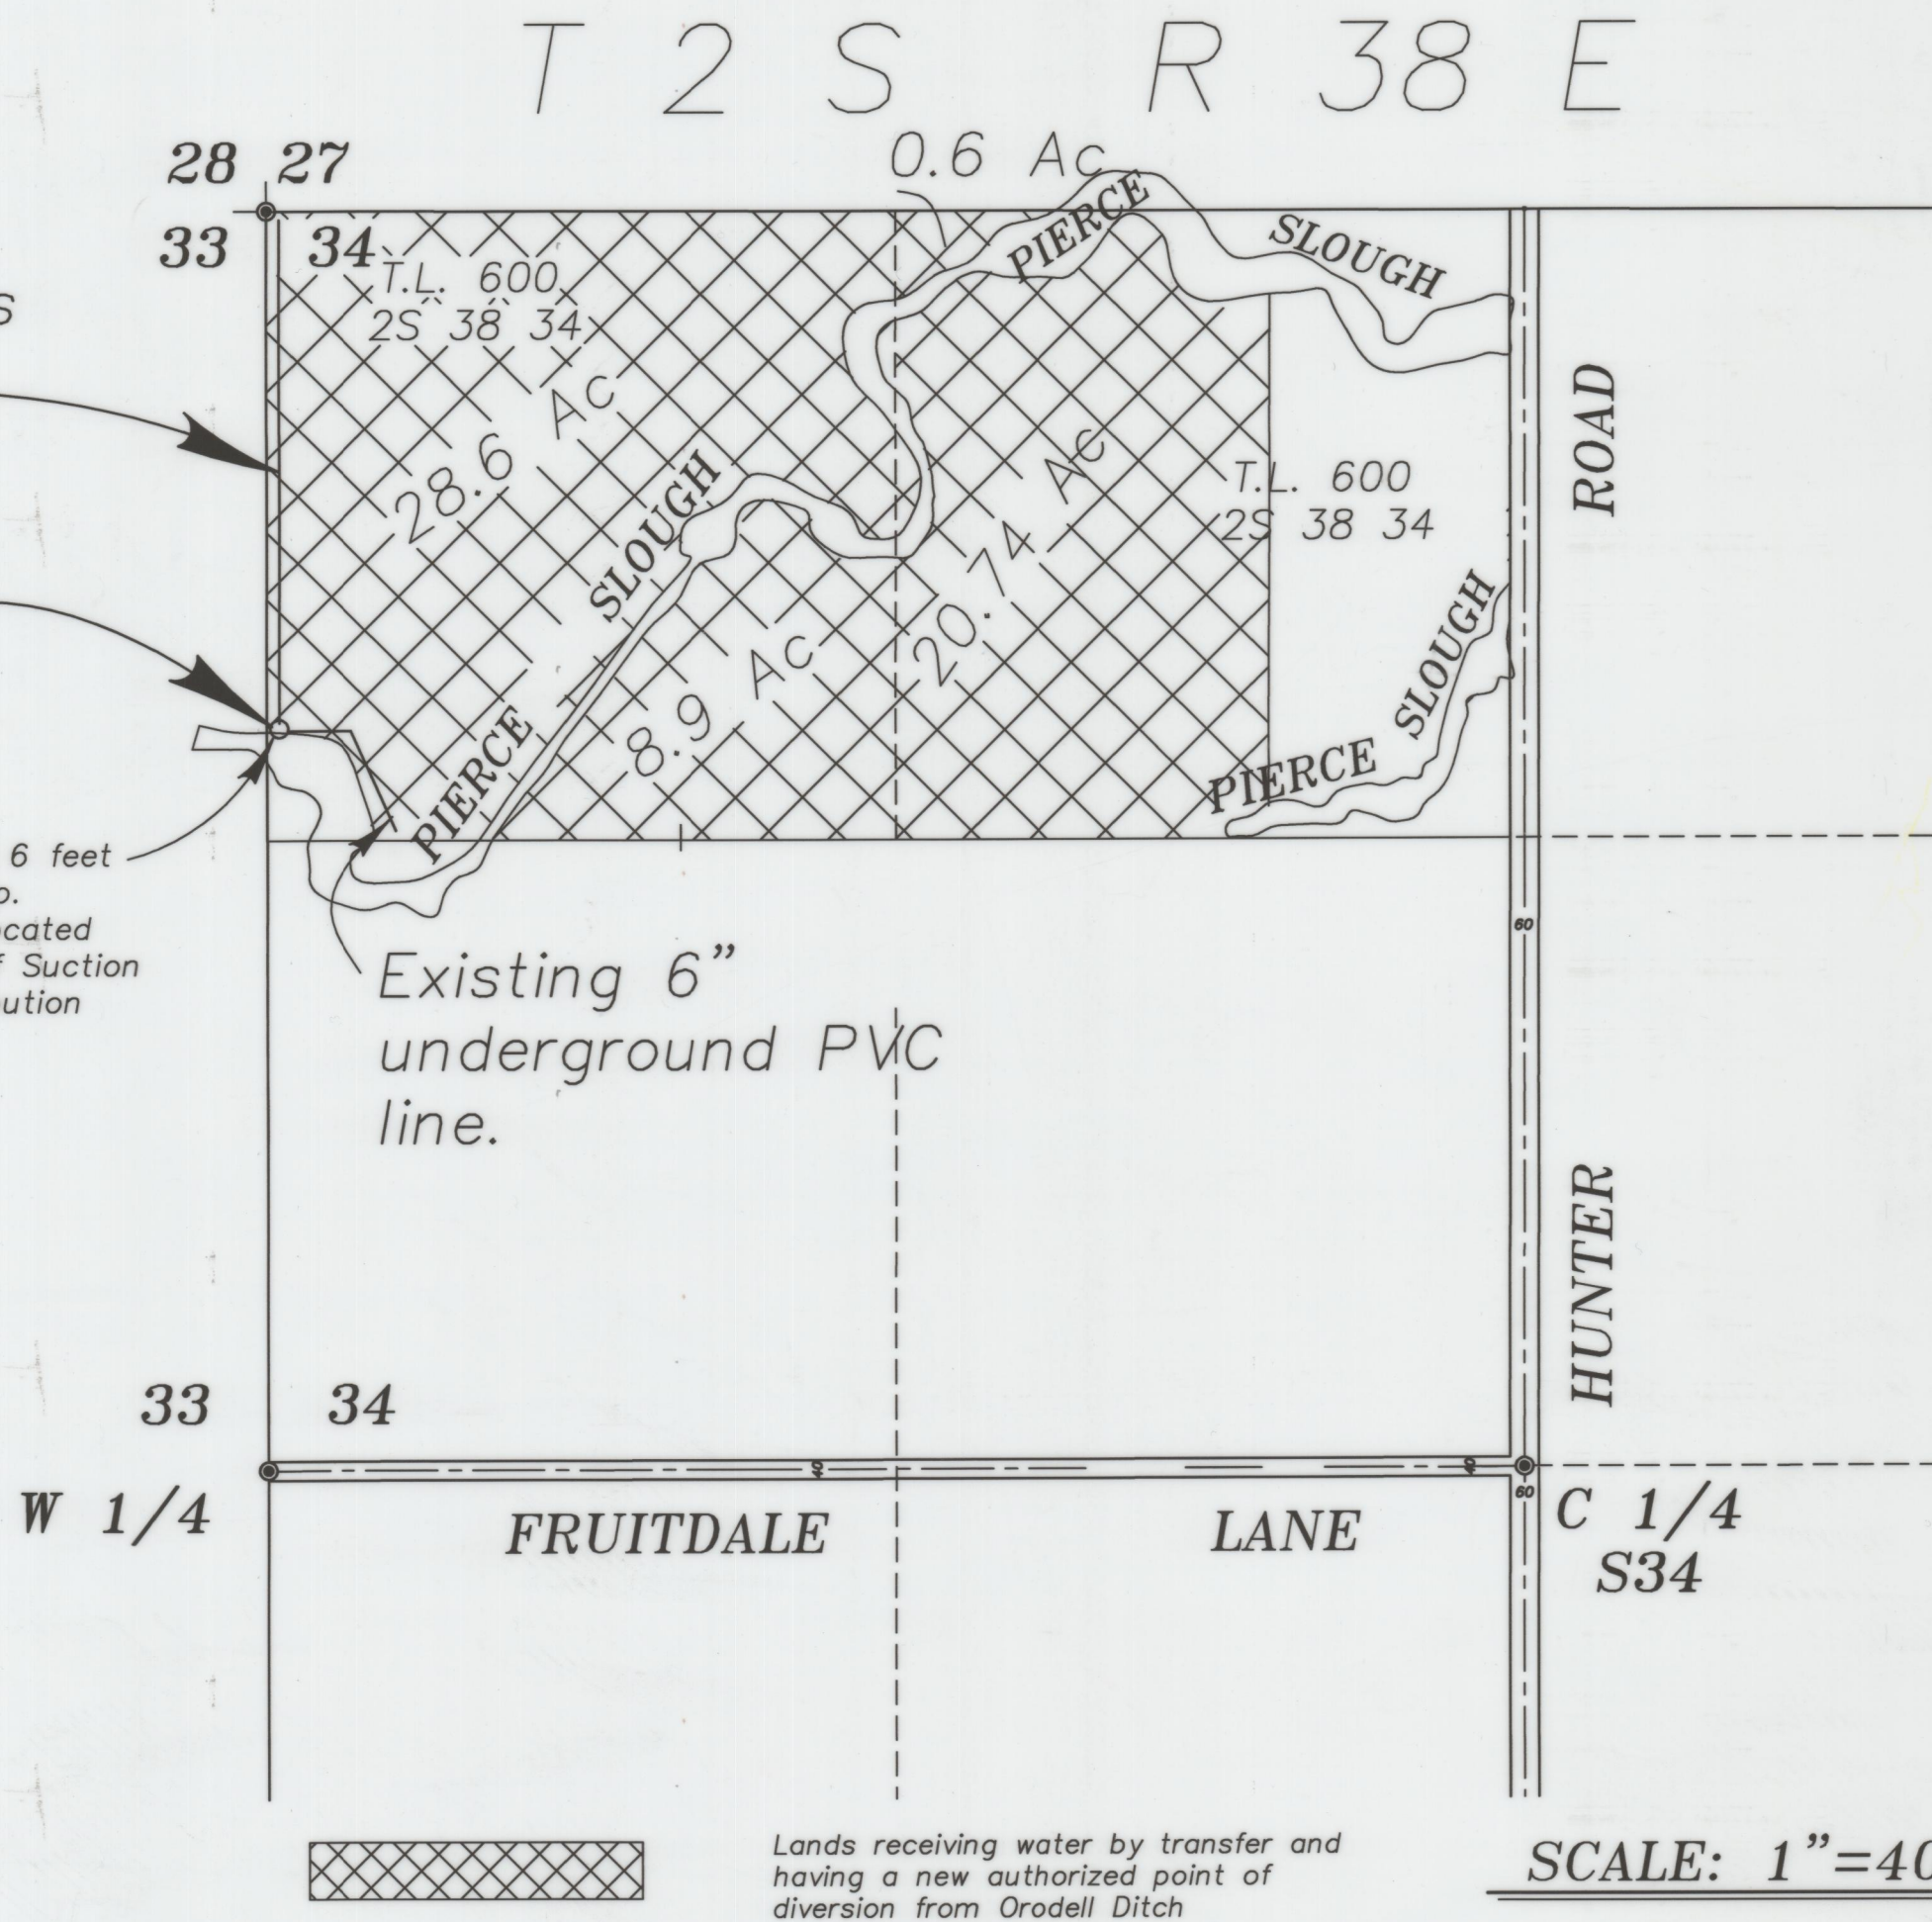 T 2 S R 38 E
0.6 Ac
28 27
33 34
PIERCE
SLOUGH
T.L. 600
2S 38 34
28.6 Ac
SLOUGH
20.74 Ac
T.L. 600
2S 38 34
ROAD
8.9 Ac
PIERCE
PIERCE
SLOUGH
6 feet
Suction
60
Existing 6”
underground PVC
line.
HUNTER
33 34
40
40
60
W 1/4
FRUITDALE LANE
C 1/4
S34
Lands receiving water by transfer and
having a new authorized point of
diversion from Orodell Ditch
SCALE: 1”=